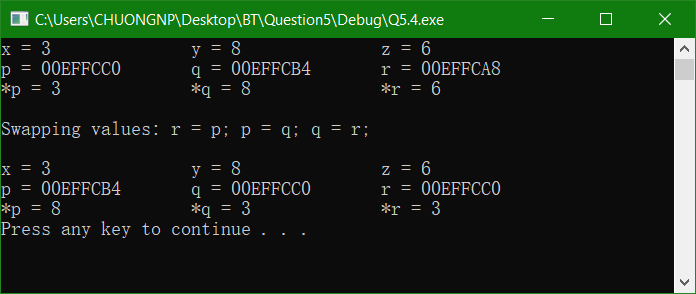 C:\Users\CHUONGNP\Desktop\BT\Question5\Debug\Q5.4.exe
x = 3 y = 8 z = 6
p = 00EFFCC0 q = 00EFFCB4 r = 00EFFCA8
*p = 3 *q = 8 *r = 6
Swapping values: r = p; p = q; q = r;
x = 3 y = 8 z = 6
p = 00EFFCB4 q = 00EFFCC0 r = 00EFFCC0
*p = 8 *q = 3 *r = 3
Press any key to continue . . .